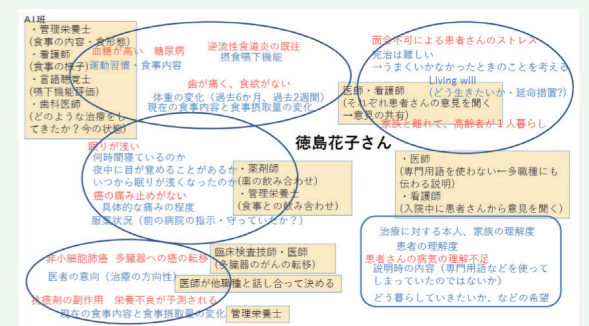 AI班
・管理栄養士
(食事の内容・食形態)
・看護師
(食事の様子)
・言語聴覚士
(嚥下機能評価)
・歯科医師
(どのような治療をし
てきたか？今の状態)
血糖が高い　糖尿病
運動習慣・食事内容
逆流性食道炎の既往
摂食嚥下機能
歯が痛く、食欲がない
体重の変化（過去6か月、過去2週間）
現在の食事内容と食事摂取量の変化
面会不可による患者さんのストレス
完治は難しい
→うまくいかなかったときのことを考える
Living will
（どう生きたいか・延命措置?）
家族と離れて、高齢者が１人暮らし
医師・看護師
(それぞれ患者さんの意見を聞く
→意見の共有)
徳島花子さん
眠りが浅い
何時間寝ているのか
夜中に目が覚めることがあるか
いつから眠りが浅くなったのか
癌の痛み止めがない
具体的な痛みの程度
服薬状況（前の病院の指示・守っていたか？）
・薬剤師
(薬の飲み合わせ)
・管理栄養士
(食事との飲み合わせ)
・医師
(専門用語を使わない←多職種にも
伝わる説明)
・看護師
(入院中に患者さんから意見を聞く)
治療に対する本人、家族の理解度
患者の理解度
患者さんの病気の理解不足
説明時の内容（専門用語などを使って
しまっていたのではないか）
どう暮らしていきたいか、などの希望
非小細胞肺癌　多臓器への癌の転移
医者の意向（治療の方向性）
臨床検査技師・医師
(多臓器のがんの転移)
医師が他職種と話し合って決める
抗癌剤の副作用　栄養不良が予測される
現在の食事内容と食事摂取量の変化
管理栄養士